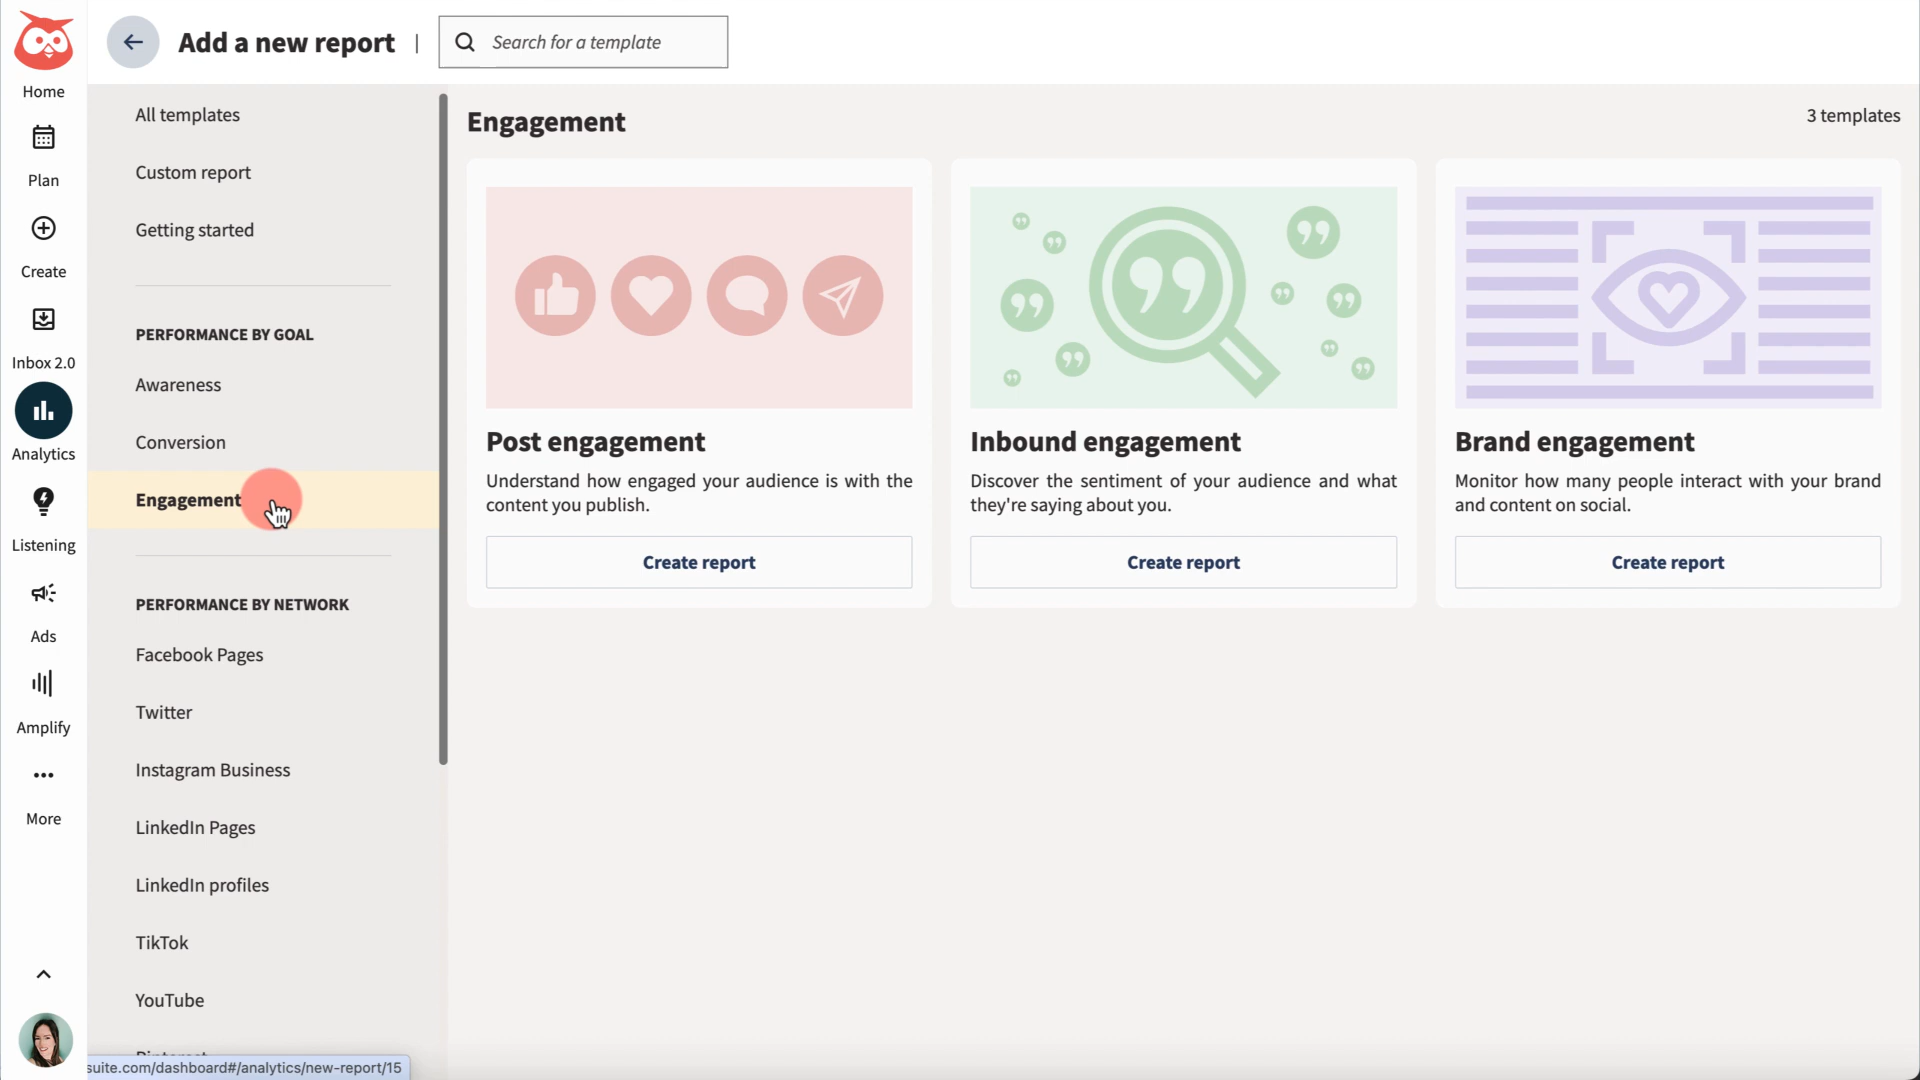 Add a new report
|
Search for a template
Home
Plan
Create
Inbox 2.0
Analytics
Listening
Ads
Amplify
More
All templates
Custom report
Getting started
PERFORMANCE BY GOAL
Awareness
Conversion
Engagement
PERFORMANCE BY NETWORK
Facebook Pages
Twitter
Instagram Business
LinkedIn Pages
LinkedIn profiles
TikTok
YouTube
Pinterest
suite.com/dashboard#/analytics/new-report/15
Engagement
3 templates
Post engagement
Understand how engaged your audience is with the
content you publish.
Create report
Inbound engagement
Discover the sentiment of your audience and what
they're saying about you.
Create report
Brand engagement
Monitor how many people interact with your brand
and content on social.
Create report